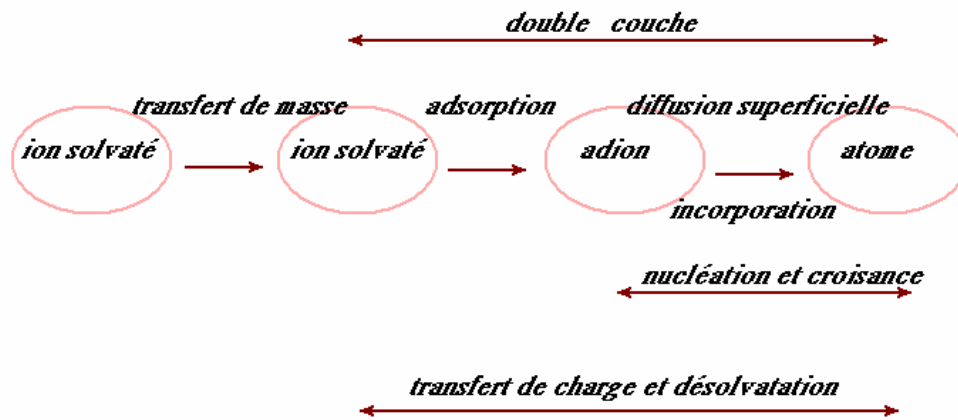 double couche
transfert de masse adsorption diffusion superficielle
ion solvaté ion solvaté adion atome
incorporation
nucléation et croisance
transfert de charge et désolvatation